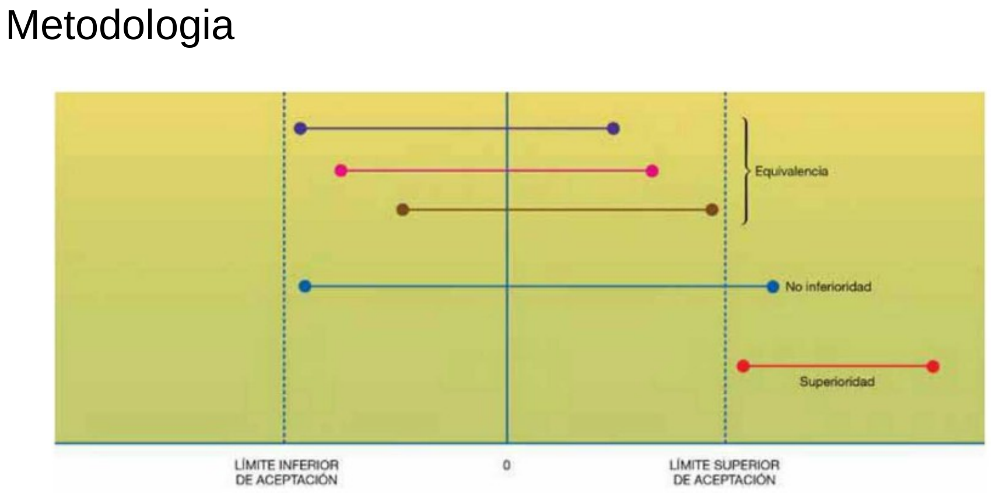 Metodologia
Equivalencia
No inferioridad
Superioridad
LÍMITE INFERIOR
DE ACEPTACIÓN
0
LÍMITE SUPERIOR
DE ACEPTACIÓN